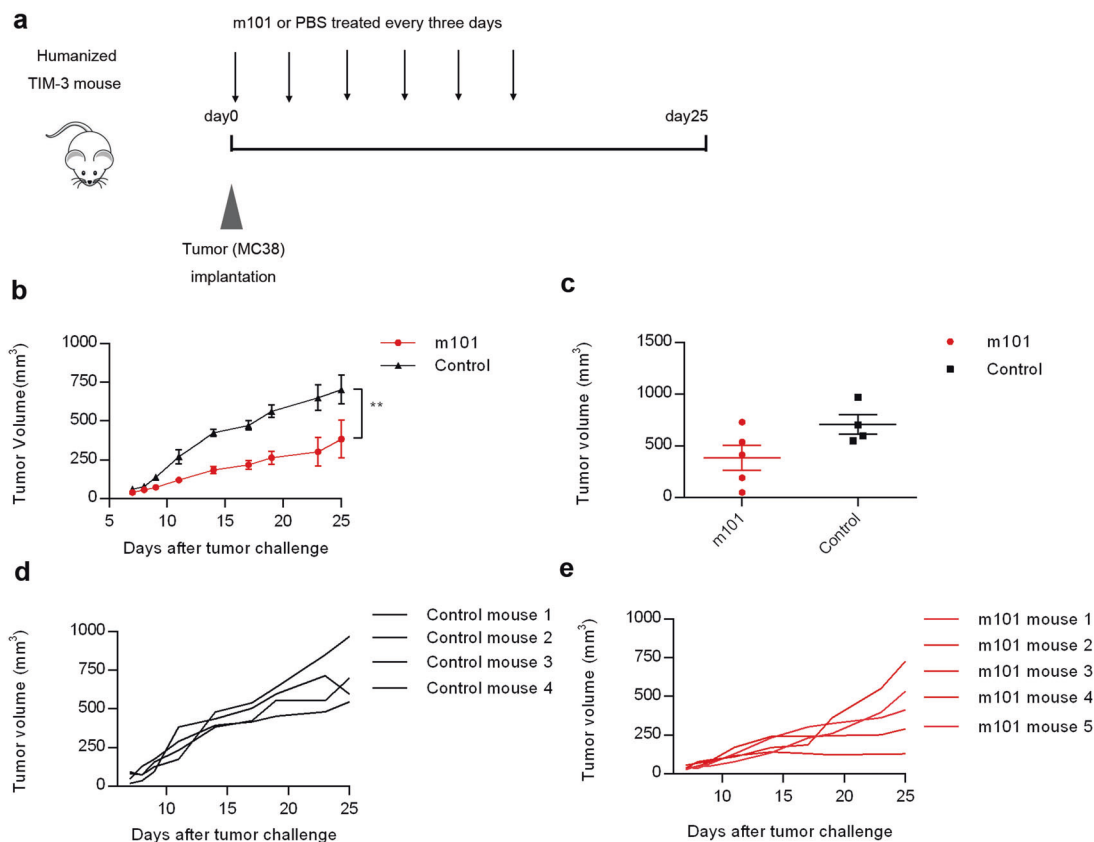 a
m101 or PBS treated every three days
Humanized
TIM-3 mouse
day0
day25
Tumor (MC38)
implantation
b
Tumor Volume(mm³)
1000
750
500
250
0
5
10
15
20
25
Days after tumor challenge
m101
Control
**
c
Tumor volume (mm³)
1500
1000
500
0
m101
Control
m101
Control
d
Tumor volume (mm³)
1000
750
500
250
0
10
15
20
25
Days after tumor challenge
Control mouse 1
Control mouse 2
Control mouse 3
Control mouse 4
e
Tumor volume (mm³)
1000
750
500
250
0
10
15
20
25
Days after tumor challenge
m101 mouse 1
m101 mouse 2
m101 mouse 3
m101 mouse 4
m101 mouse 5